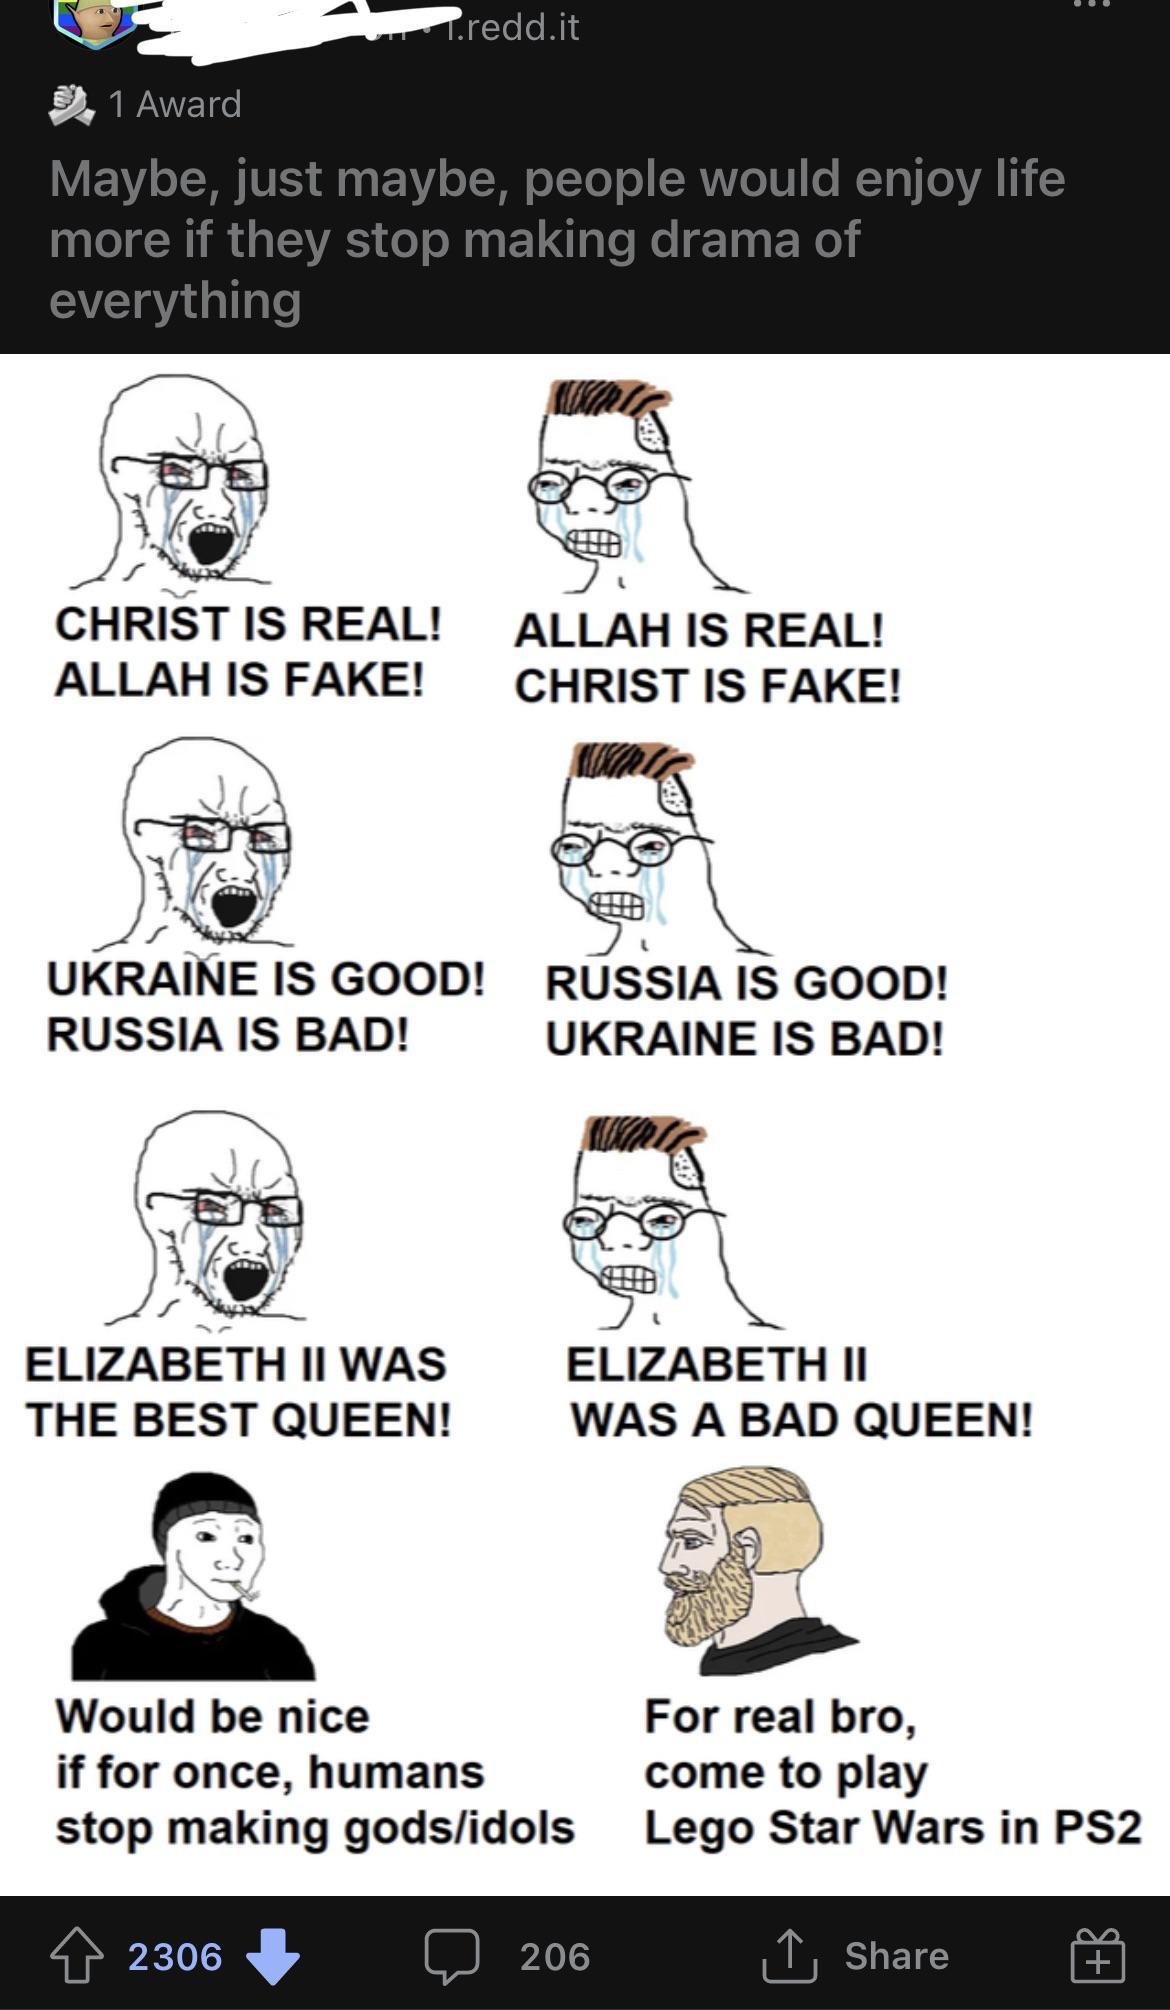 i.redd.it
1 Award
Maybe, just maybe, people would enjoy life
more if they stop making drama of
everything
CHRIST IS REAL!
ALLAH IS FAKE!
ALLAH IS REAL!
CHRIST IS FAKE!
UKRAINE IS GOOD!
RUSSIA IS BAD!
RUSSIA IS GOOD!
UKRAINE IS BAD!
ELIZABETH II WAS
THE BEST QUEEN!
ELIZABETH II
WAS A BAD QUEEN!
Would be nice
if for once, humans
stop making gods/idols
For real bro,
come to play
Lego Star Wars in PS2
2306
206
Share